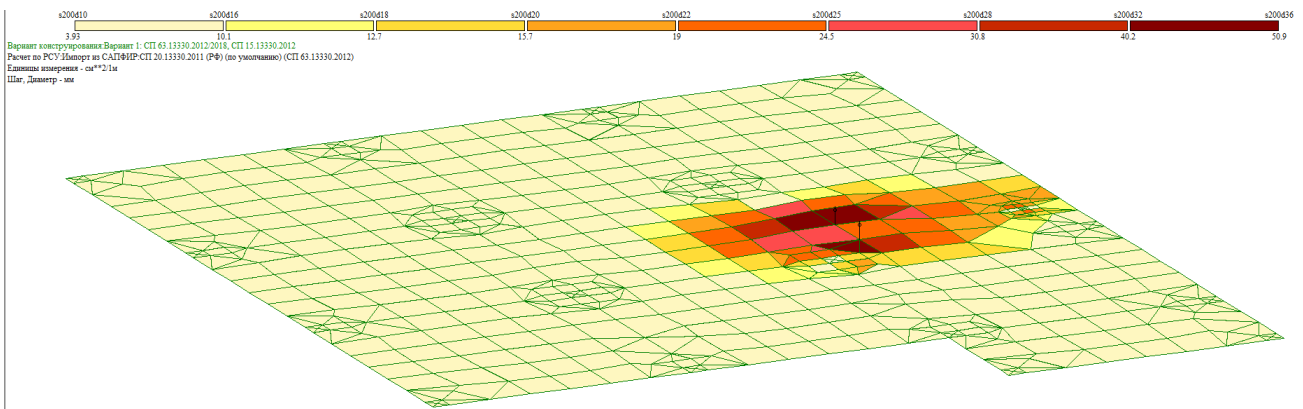 s200d10 s200d16 s200d18 s200d20 s200d22 s200d25 s200d28 s200d32 s200d36
3.93 10.1 12.7 15.7 19 24.5 30.8 40.2 50.9
Вариант конструирования:Вариант 1: СП 63.13330.2012/2018, СП 15.13330.2012
Расчет по РСУ:Импорт из САПФИР:СП 20.13330.2011 (РФ) (по умолчанию) (СП 63.13330.2012)
Единицы измерения - см**2/1м
Шаг, Диаметр - мм